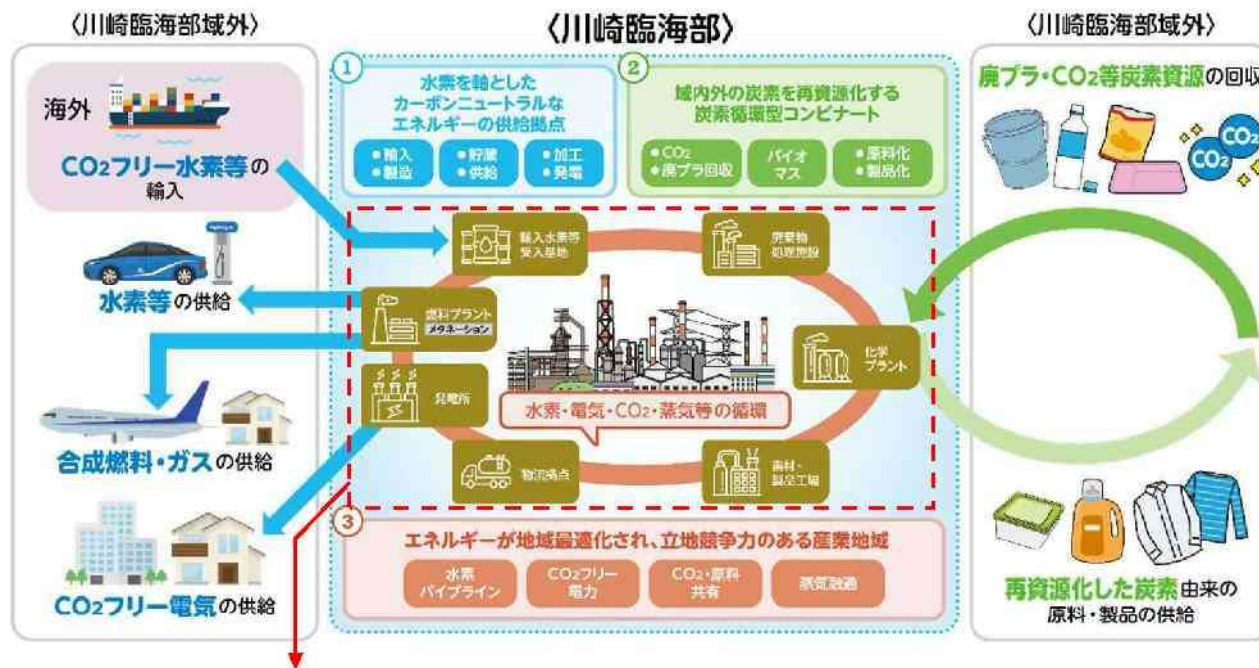 〈川崎臨海部域外〉
海外
CO2フリー水素等の
輸入
水素等の供給
合成燃料・ガスの供給
CO2フリー電気の供給
〈川崎臨海部〉
①
水素を軸とした
カーボンニュートラルな
エネルギーの供給拠点
●輸入
●製造
●貯蔵
●供給
●加工
●発電
②
域内外の炭素を再資源化する
炭素循環型コンビナート
●CO2
●廃プラ回収
バイオ
マス
●原料化
●製品化
輸入水素等
受入基地
廃棄物
処理施設
燃料プラント
メタネーション
化学
プラント
発電所
水素・電気・CO2・蒸気等の循環
物流拠点
素材・
製品工場
③
エネルギーが地域最適化され、立地競争力のある産業地域
水素
パイプライン
CO2フリー
電力
CO2・原料
共有
蒸気融通
〈川崎臨海部域外〉
廃プラ・CO2等炭素資源の回収
CO2
CO2
再資源化した炭素由来の
原料・製品の供給